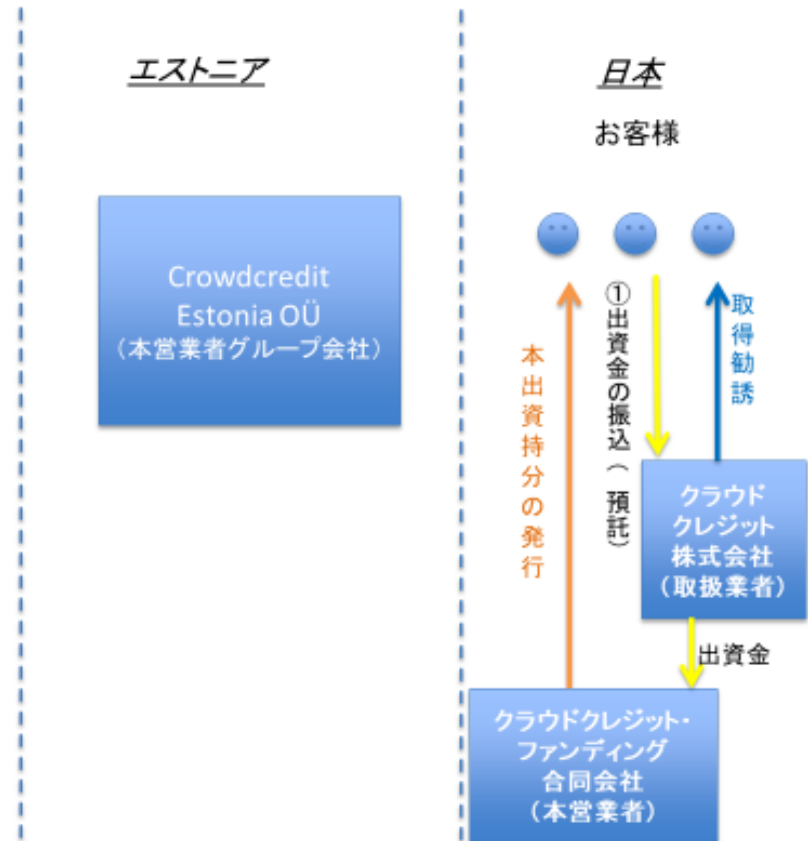 エストニア
日本
お客様
Crowdcredit
Estonia OÜ
（本営業者グループ会社）
本出資持分の発行
①出資金の振込（預託）
取得勧誘
クラウド
クレジット
株式会社
（取扱業者）
出資金
クラウドクレジット・
ファンディング
合同会社
（本営業者）